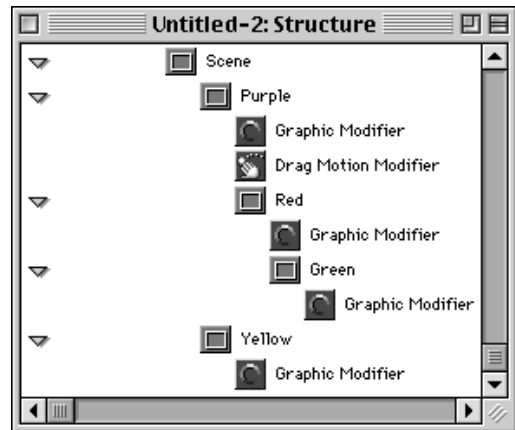 Untitled-2: Structure
Scene
Purple
Graphic Modifier
Drag Motion Modifier
Red
Graphic Modifier
Green
Graphic Modifier
Yellow
Graphic Modifier